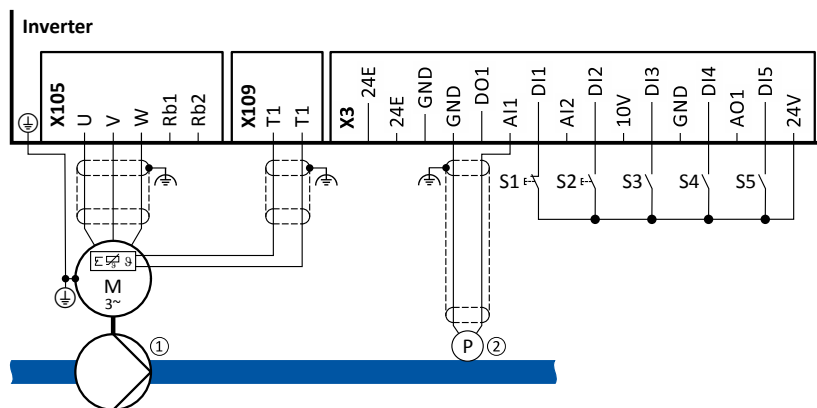 Inverter
X105
U
V
W
Rb1
Rb2
X109
T1
T1
X3
24E
24E
GND
GND
DO1
AI1
DI1
AI2
DI2
10V
DI3
GND
DI4
AO1
DI5
24V
S1
S2
S3
S4
S5
ϑ
M
3~
①
P
②